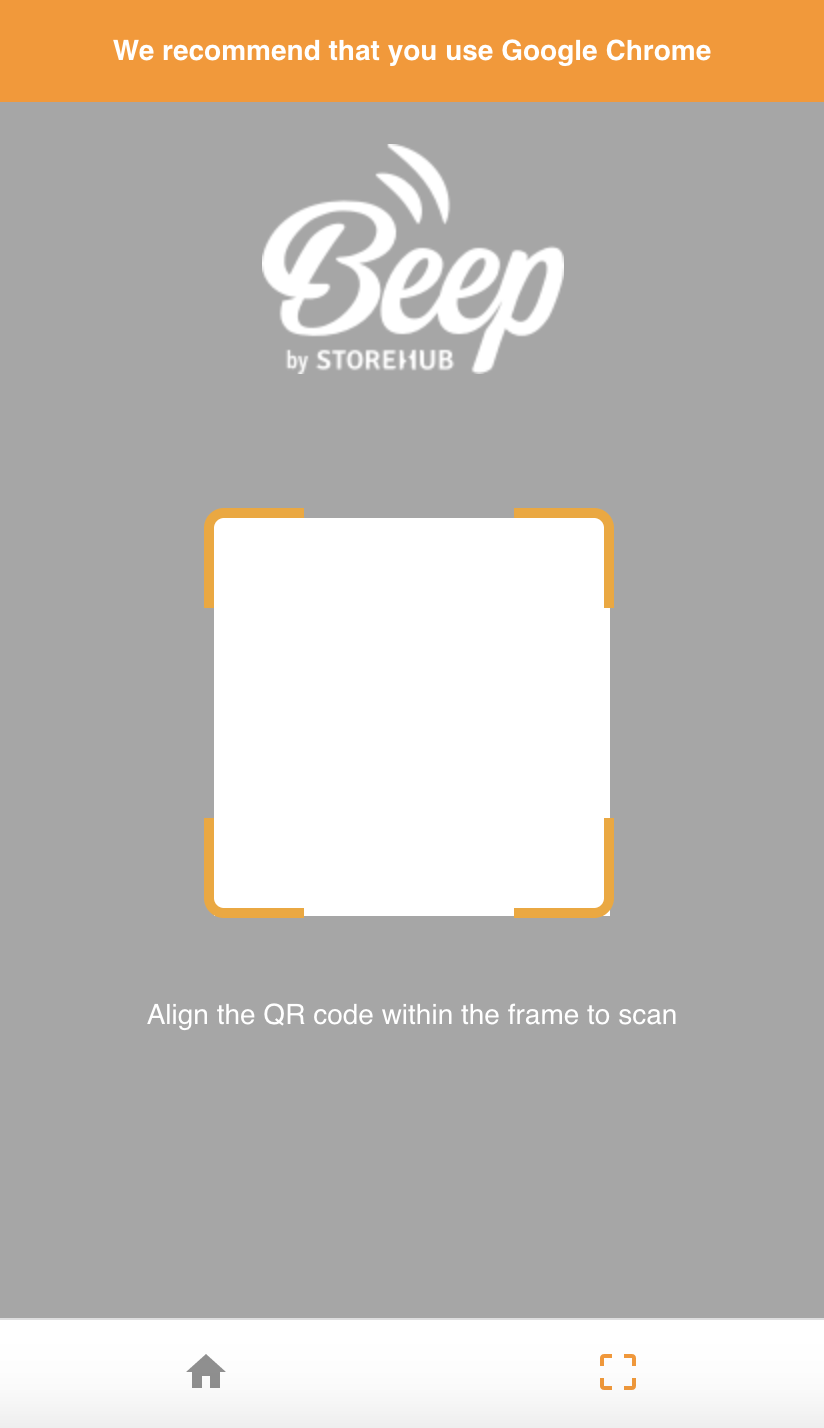 We recommend that you use Google Chrome
Beep
by STOREHUB
Align the QR code within the frame to scan